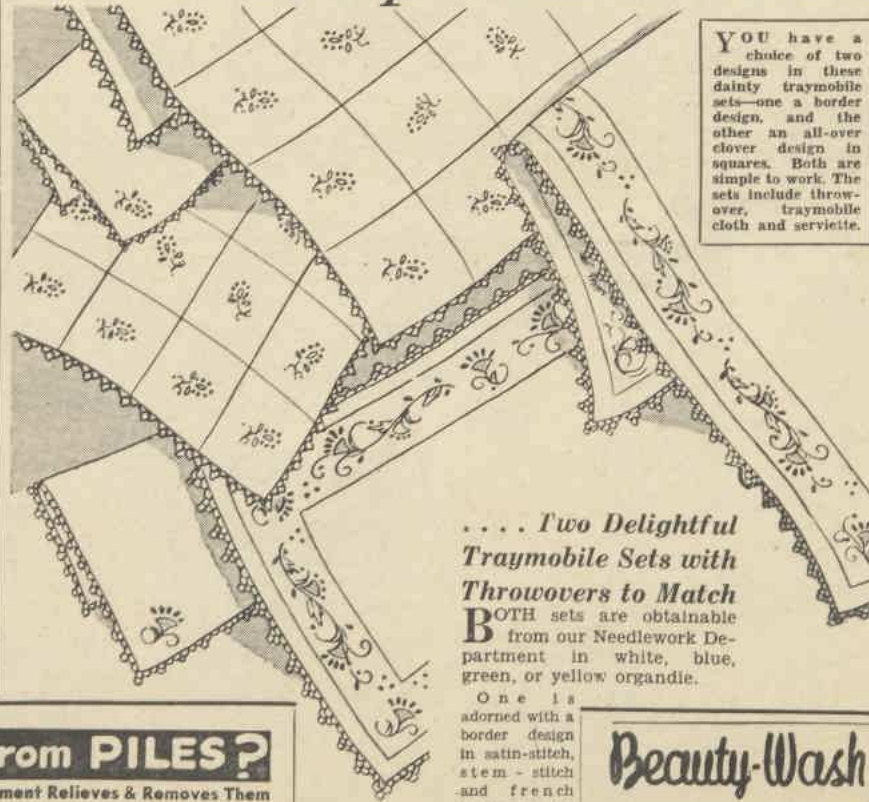 YOU have a
choice of two
designs in these
dainty traymobile
sets—one a border
design, and the
other an all-over
clover design in
squares. Both are
simple to work. The
sets include throw-
over, traymobile
cloth and serviette.
.... Two Delightful
Traymobile Sets with
Throwovers to Match
BOTH sets are obtainable
from our Needlework De-
partment in white, blue,
green, or yellow organdie.
One is
adorned with a
border design
in satin-stitch,
stem-stitch
and french
rom PILES?
ment Relieves & Removes Them
Beauty-Wash